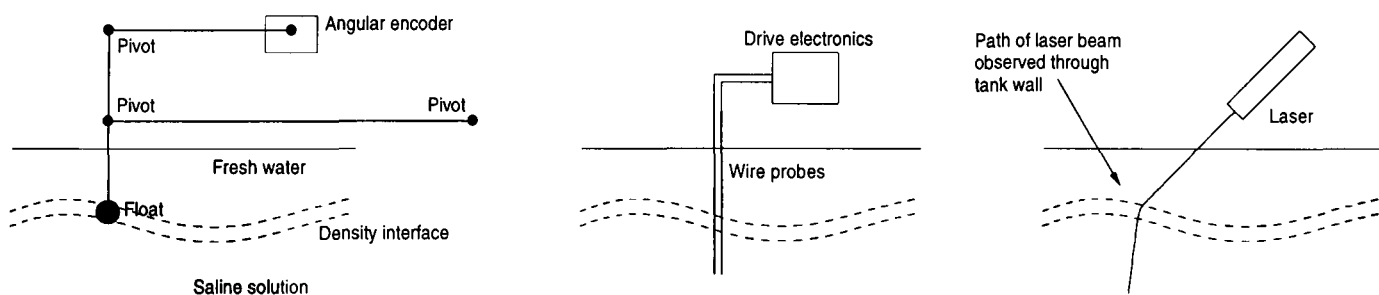 Angular encoder
Pivot
Pivot
Pivot
Fresh water
Float
Density interface
Saline solution
Drive electronics
Wire probes
Path of laser beam
observed through
tank wall
Laser